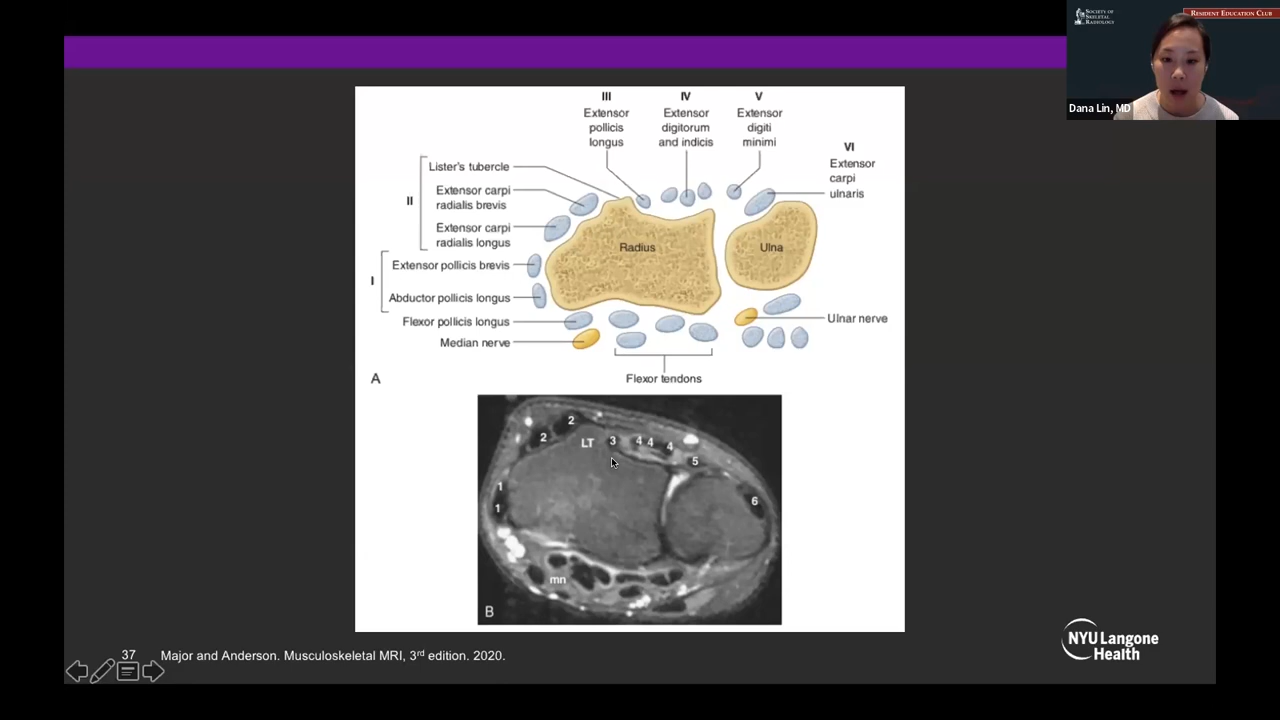 SOCIETY OF
SKELETAL
RADIOLOGY
RESIDENT EDUCATION CLUB
Dana Lin, MD
III
Extensor
pollicis
longus
IV
Extensor
digitorum
and indicis
V
Extensor
digiti
minimi
VI
Extensor
carpi
ulnaris
II
Lister's tubercle
Extensor carpi
radialis brevis
Extensor carpi
radialis longus
I
Extensor pollicis brevis
Abductor pollicis longus
Flexor pollicis longus
Median nerve
Radius
Ulna
Ulnar nerve
Flexor tendons
A
2
2
LT
3
4 4
4
5
1
1
6
mn
B
37
Major and Anderson. Musculoskeletal MRI, 3rd edition. 2020.
NYU Langone
Health